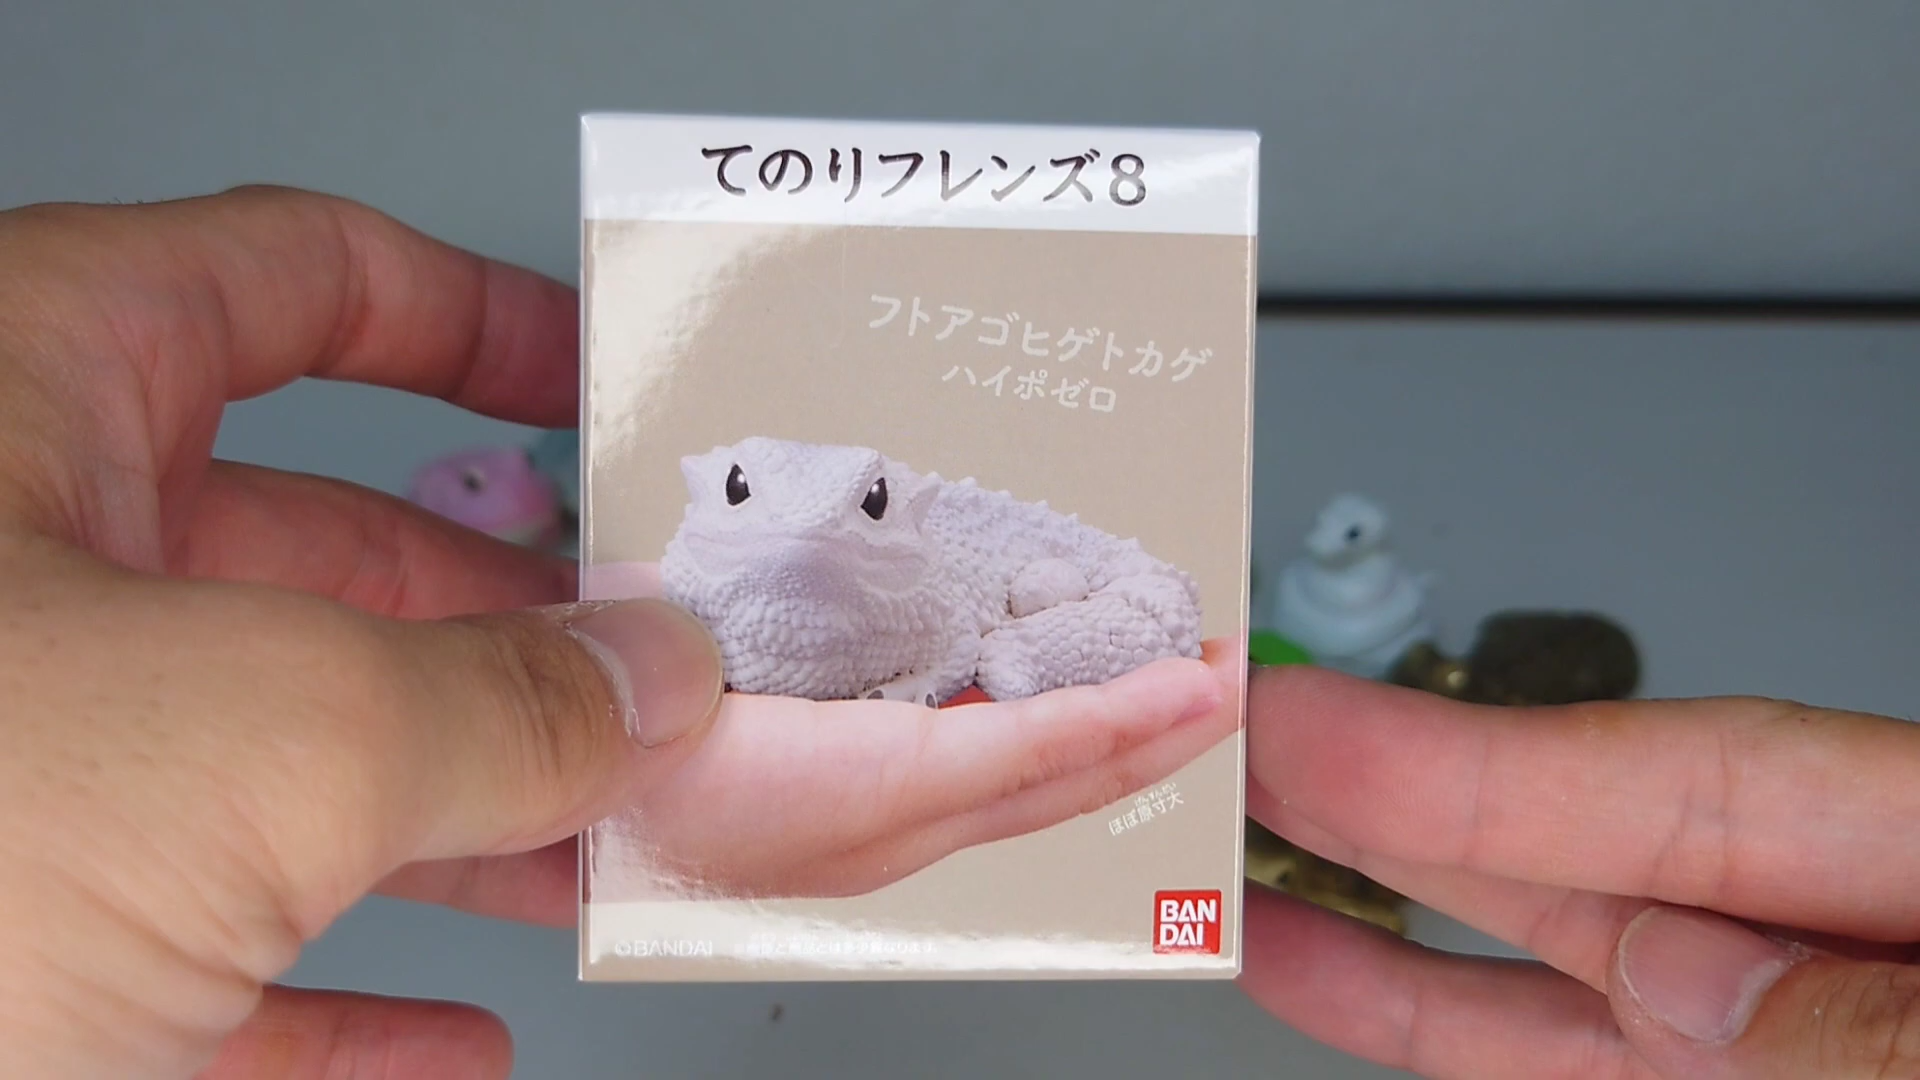 てのりフレンズ8
フトアゴヒゲトカゲ
ハイポゼロ
げんすんだい
ほぼ原寸大
BAN
DAI
©BANDAI